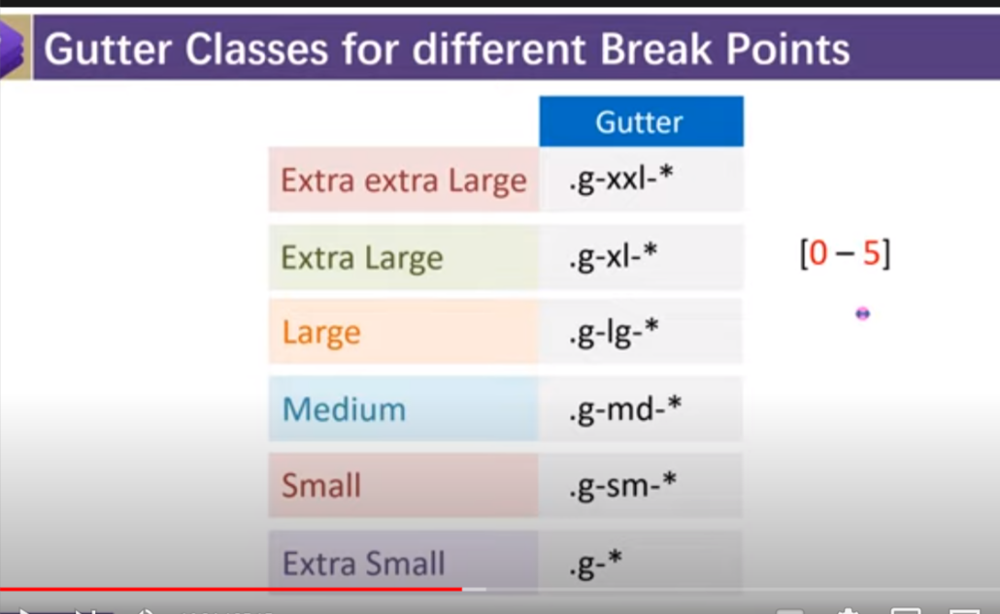 Gutter Classes for different Break Points
Gutter
Extra extra Large .g-xxl-*
Extra Large .g-xl-* [0 – 5]
Large .g-lg-*
Medium .g-md-*
Small .g-sm-*
Extra Small .g-*